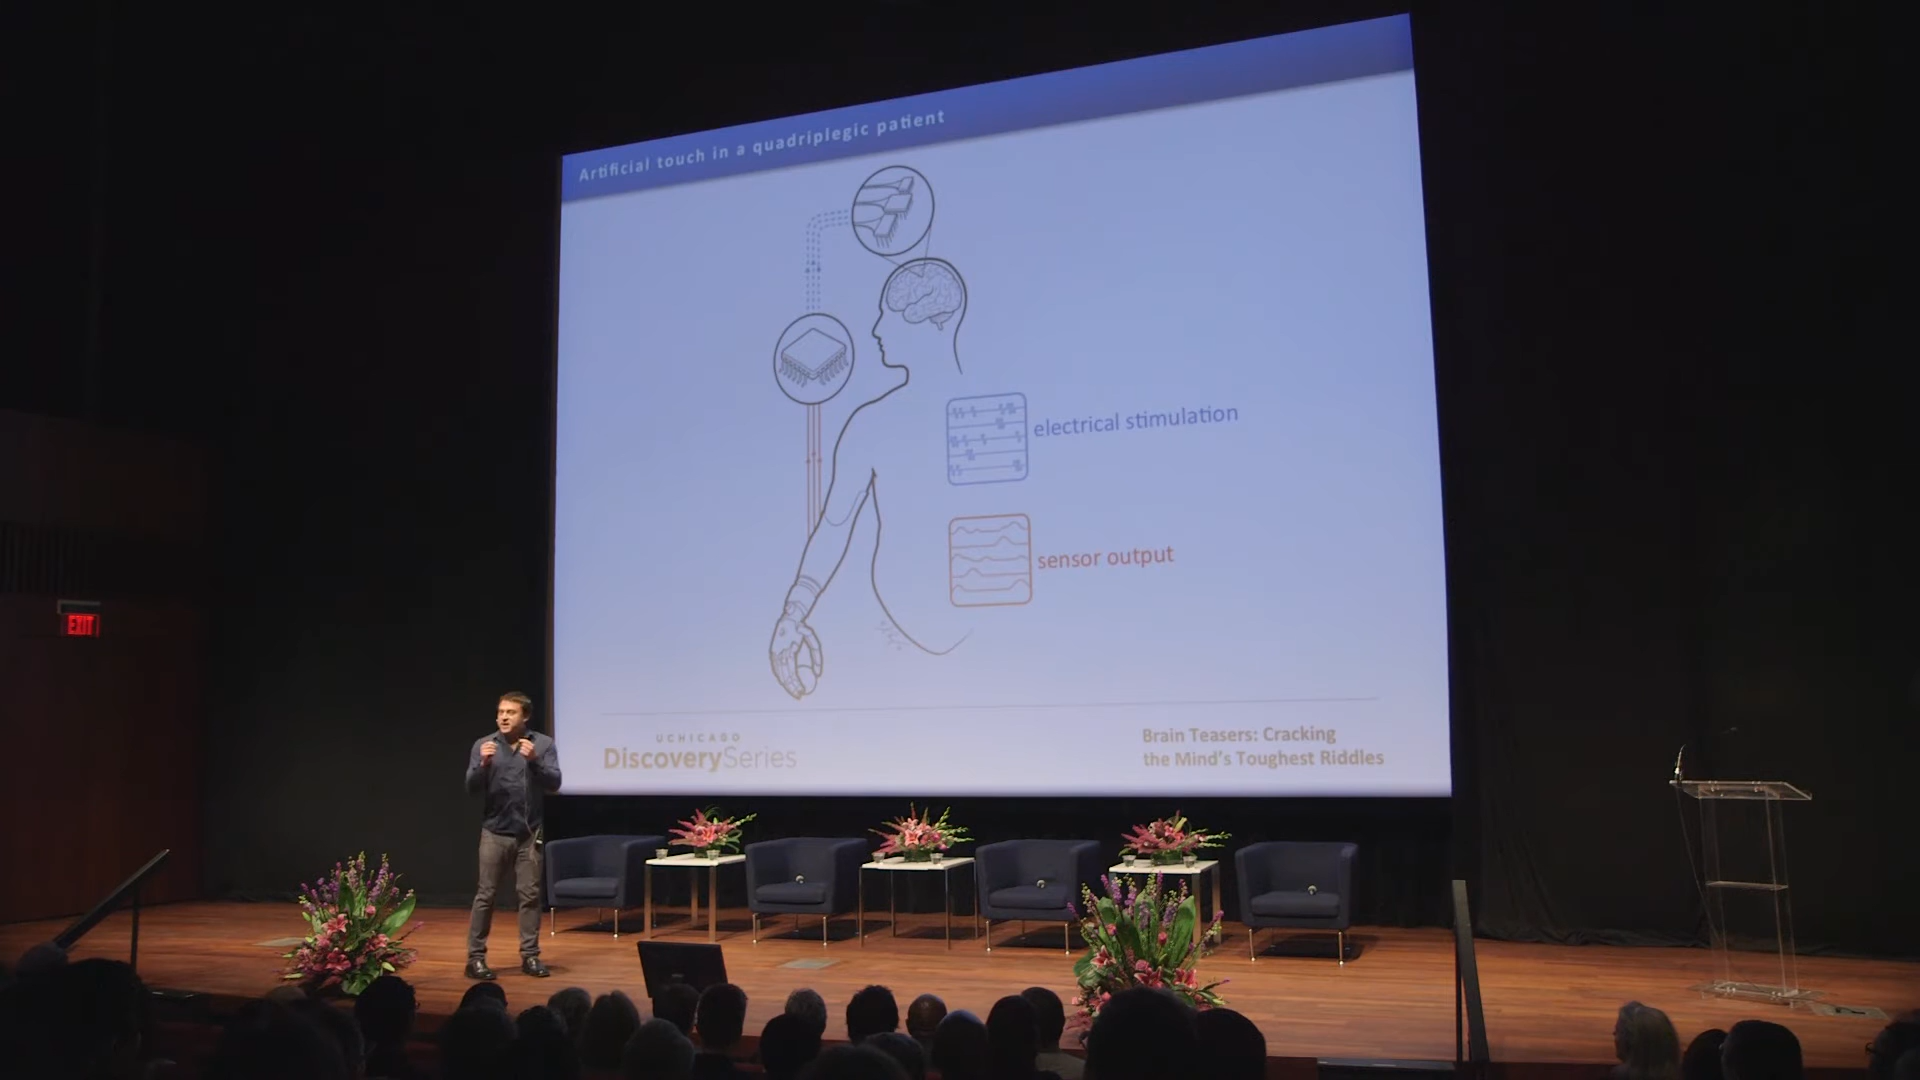 Artificial touch in a quadriplegic patient
electrical stimulation
sensor output
UCHICAGO
DiscoverySeries
Brain Teasers: Cracking
the Mind's Toughest Riddles
EXIT